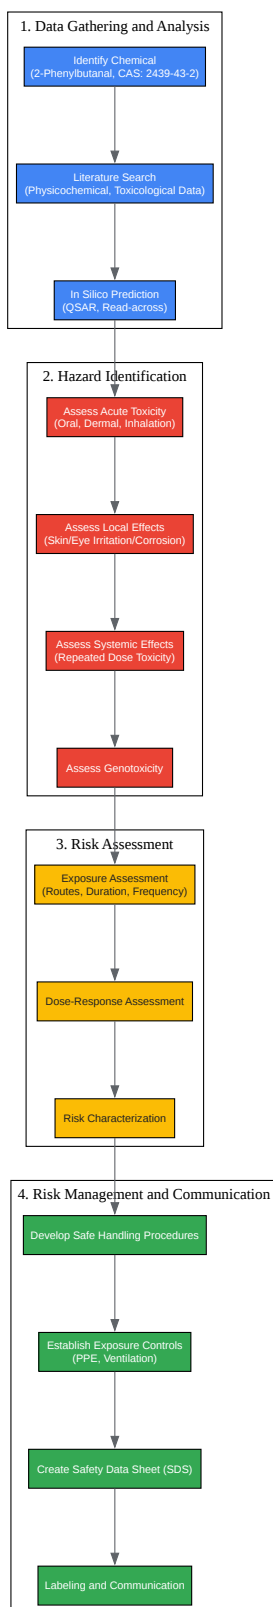 1. Data Gathering and Analysis
Identify Chemical
(2-Phenylbutanal, CAS: 2439-43-2)
Literature Search
(Physicochemical, Toxicological Data)
In Silico Prediction
(QSAR, Read-across)
2. Hazard Identification
Assess Acute Toxicity
(Oral, Dermal, Inhalation)
Assess Local Effects
(Skin/Eye Irritation/Corrosion)
Assess Systemic Effects
(Repeated Dose Toxicity)
Assess Genotoxicity
3. Risk Assessment
Exposure Assessment
(Routes, Duration, Frequency)
Dose-Response Assessment
Risk Characterization
4. Risk Management and Communication
Develop Safe Handling Procedures
Establish Exposure Controls
(PPE, Ventilation)
Create Safety Data Sheet (SDS)
Labeling and Communication